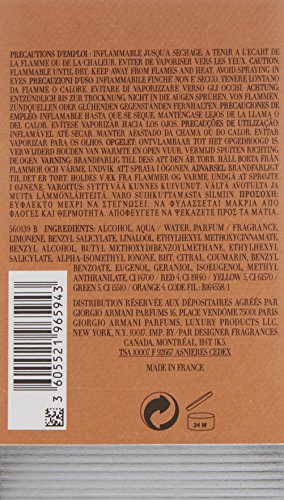 PRECAUTIONS D'EMPLOI : INFLAMMABLE JUSQU'A SECHAGE. A TENIR A L'ECART DE
LA FLAMME OU DE LA CHALEUR. EVITER DE VAPORISER VERS LES YEUX. CAUTION:
FLAMMABLE UNTIL DRY. KEEP AWAY FROM FLAMES AND HEAT. AVOID SPRAYING IN
EYES. PRECAUZIONI D'USO: INFIAMMABILE FINCHE' NON E' SECCO. TENERE LONTANO
DA FIAMME O CALORE. EVITARE DI VAPORIZZARE VERSO GLI OCCHI. ACHTUNG:
ENTZÜNDLICH BIS ZUR TROCKNUNG. NICHT IN DIE AUGEN SPRÜHEN. VON FLAMMEN,
ZÜNDQUELLEN ODER GLÜHENDEN GEGENSTÄNDEN FERNHALTEN. PRECAUCIONES DE
EMPLEO: INFLAMABLE HASTA QUE SE SEQUE. MANTÉNGASE LEJOS DE LA LLAMA O
DEL CALOR. EVÍTESE VAPORIZAR HACIA LOS OJOS. PRECAUÇÕES DE UTILIZAÇÃO:
INFLAMÁVEL ATÉ SECAR. MANTER AFASTADO DA CHAMA OU DO CALOR. EVITAR
VAPORIZAR PARA OS OLHOS. OPGELET: ONTVLAMBAAR TOT HET OPGEDROOGD IS.
VERWIJDERD HOUDEN VAN WARMTE EN OPEN VUUR. VERMIJD SPUITEN RICHTING
DE OGEN. VARNING: BRANDFARLIG TILL DESS ATT DEN ÄR TORR. HÅLL BORTA FRÅN
FLAMMOR OCH VÄRME. UNDVIK ATT SPRAYA I ÖGONEN. ADVARSEL: BRANDFARLIGT
TIL DET ER TØRT. HOLDES VÆK FRA FLAMMER OG VARME. UNDGÅ AT SPRØJTE
I ØJNENE. VAROITUS: SYTTYVÄÄ KUNNES KUIVUNUT. VÄLTÄ AVOTULTA JA
MUITA LÄMMÖNLÄHTEITÄ. VARO SUIHKUTTAMASTA SILMIIN. ΠΡΟΣΟΧΗ:
ΕΥΦΛΕΚΤΟ ΜΕΧΡΙ ΝΑ ΣΤΕΓΝΩΣΕΙ. ΝΑ ΦΥΛΑΣΣΕΤΑΙ ΜΑΚΡΙΑ ΑΠΟ
ΦΛΟΓΕΣ ΚΑΙ ΘΕΡΜΟΤΗΤΑ. ΑΠΟΦΕΥΓΕΤΕ ΝΑ ΨΕΚΑΖΕΤΕ ΠΡΟΣ ΤΑ ΜΑΤΙΑ.
560139 B INGREDIENTS: ALCOHOL, AQUA / WATER, PARFUM / FRAGRANCE,
LIMONENE, BENZYL SALICYLATE, LINALOOL, ETHYLHEXYL METHOXYCINNAMATE,
BENZYL ALCOHOL, BUTYL METHOXYDIBENZOYLMETHANE, ETHYLHEXYL
SALICYLATE, ALPHA-ISOMETHYL IONONE, BHT, CITRAL, COUMARIN, BENZYL
BENZOATE, EUGENOL, GERANIOL, ISOEUGENOL, METHYL
ANTHRANILATE, CI 14700 / RED 4, CI 19140 / YELLOW 5, CI 61570 /
GREEN 5, CI 15510 / ORANGE 4. CODE FIL: B164558/1
DISTRIBUTION RÉSERVÉE AUX DÉPOSITAIRES AGRÉÉS PAR
GIORGIO ARMANI PARFUMS 16, PLACE VENDÔME 75001 PARIS
GIORGIO ARMANI PARFUMS, LUXURY PRODUCTS LLC,
NEW YORK, N.Y. 10017. IMP. BY/PAR DESIGNER FRAGRANCES
CANADA, MONTRÉAL, H4T 1K5.
TSA 10007 F 92667 ASNIERES CEDEX
MADE IN FRANCE
3 605521 965943
24 M